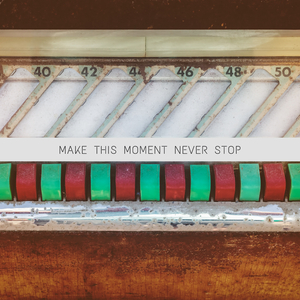 40 42 44 46 48 50
MAKE THIS MOMENT NEVER STOP